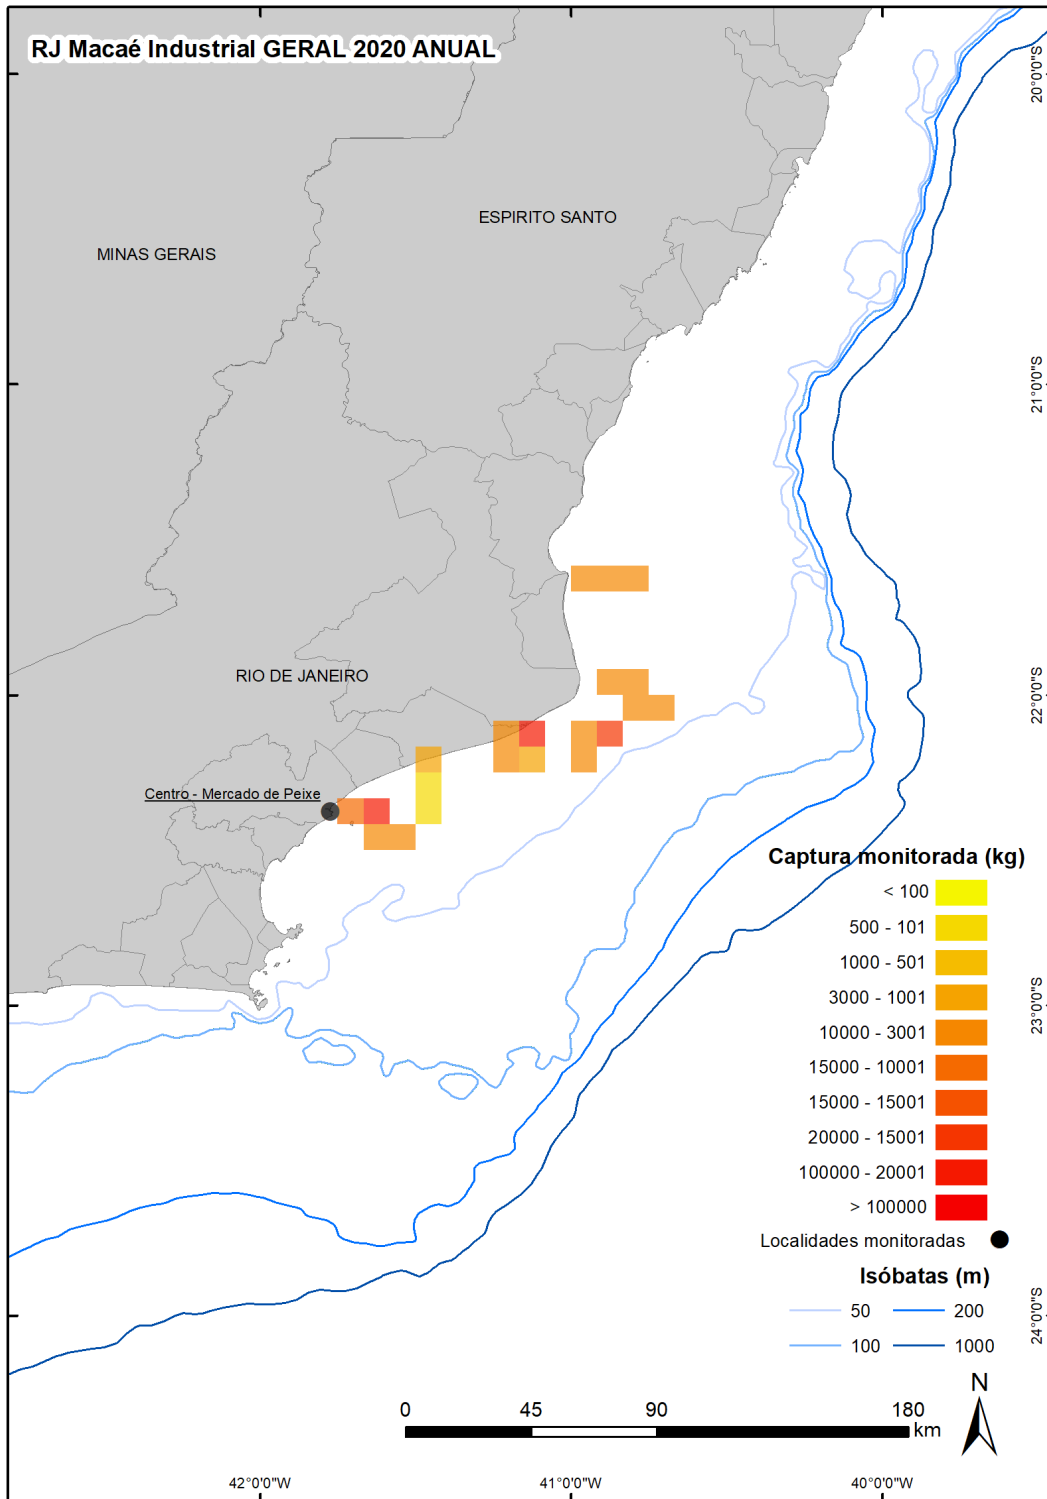 RJ Macaé Industrial GERAL 2020 ANUAL
20°0'0"S
ESPIRITO SANTO
MINAS GERAIS
21°0'0"S
RIO DE JANEIRO
22°0'0"S
Centro - Mercado de Peixe
Captura monitorada (kg)
< 100
500 - 101
1000 - 501
3000 - 1001
23°0'0"S
10000 - 3001
15000 - 10001
15000 - 15001
20000 - 15001
100000 - 20001
> 100000
Localidades monitoradas
Isóbatas (m)
50
200
24°0'0"S
100
1000
N
0
45
90
180
km
42°0'0"W
41°0'0"W
40°0'0"W